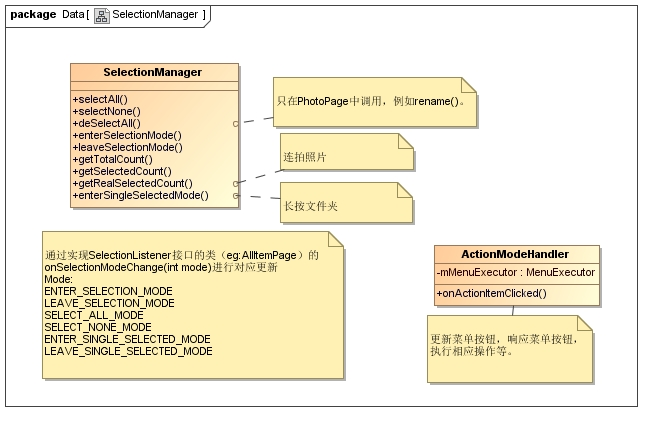 package Data [ SelectionManager ]
SelectionManager
+selectAll()
+selectNone()
+deSelectAll()
+enterSelectionMode()
+leaveSelectionMode()
+getTotalCount()
+getSelectedCount()
+getRealSelectedCount()
+enterSingleSelectedMode()
只在PhotoPage中调用，例如rename()。
连拍照片
长按文件夹
通过实现SelectionListener接口的类（eg:AllItemPage）的
onSelectionModeChange(int mode)进行对应更新
Mode:
ENTER_SELECTION_MODE
LEAVE_SELECTION_MODE
SELECT_ALL_MODE
SELECT_NONE_MODE
ENTER_SINGLE_SELECTED_MODE
LEAVE_SINGLE_SELECTED_MODE
ActionModeHandler
-mMenuExecutor : MenuExecutor
+onActionItemClicked()
更新菜单按钮，响应菜单按钮，
执行相应操作等。